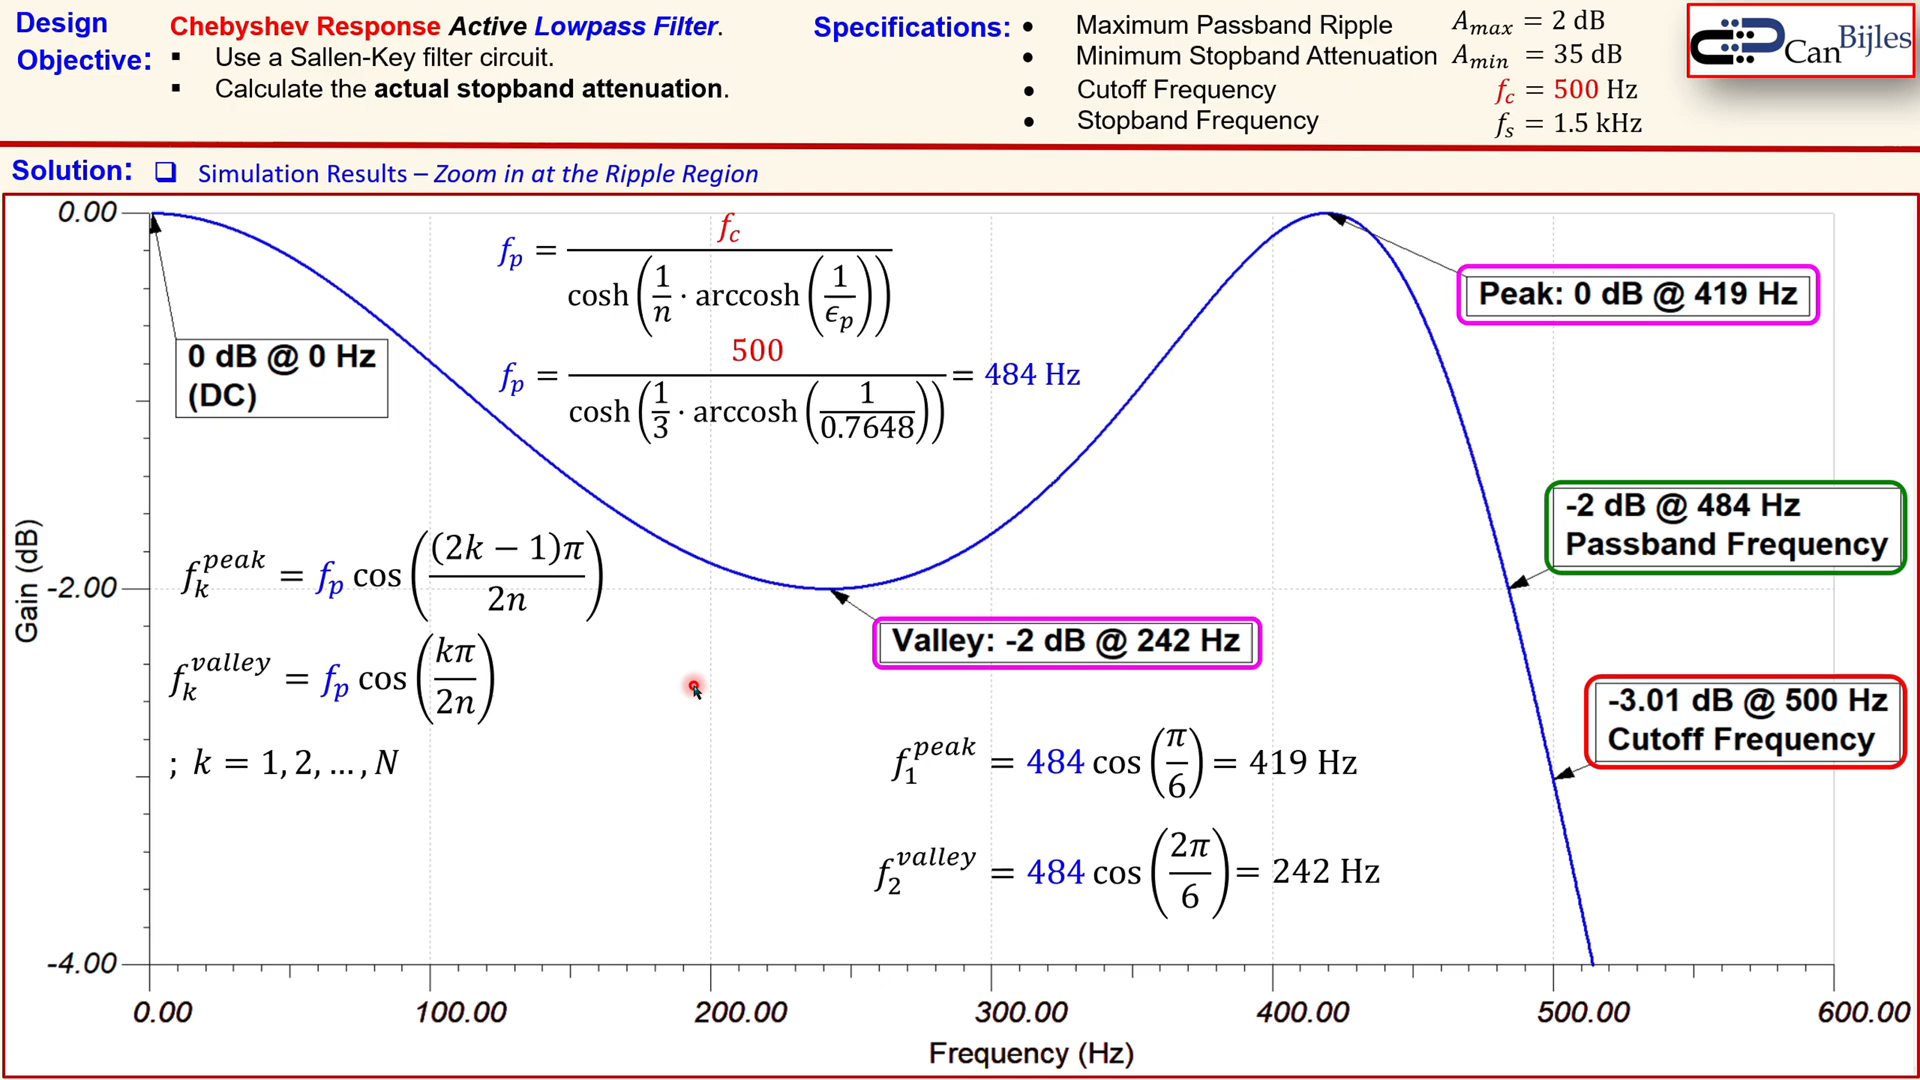 Design
Objective:
Chebyshev Response Active Lowpass Filter.
▪ Use a Sallen-Key filter circuit.
▪ Calculate the actual stopband attenuation.
Specifications:
• Maximum Passband Ripple A_max = 2 dB
• Minimum Stopband Attenuation A_min = 35 dB
• Cutoff Frequency f_c = 500 Hz
• Stopband Frequency f_s = 1.5 kHz
CanBijles
Solution: ❑ Simulation Results – Zoom in at the Ripple Region
0.00
-2.00
-4.00
Gain (dB)
f_p = f_c / cosh(1/n · arccosh(1/ϵ_p))
f_p = 500 / cosh(1/3 · arccosh(1/0.7648)) = 484 Hz
0 dB @ 0 Hz
(DC)
Peak: 0 dB @ 419 Hz
-2 dB @ 484 Hz
Passband Frequency
f_k^peak = f_p cos((2k − 1)π / 2n)
f_k^valley = f_p cos(kπ / 2n)
; k = 1, 2, …, N
Valley: -2 dB @ 242 Hz
-3.01 dB @ 500 Hz
Cutoff Frequency
f_1^peak = 484 cos(π/6) = 419 Hz
f_2^valley = 484 cos(2π/6) = 242 Hz
0.00 100.00 200.00 300.00 400.00 500.00 600.00
Frequency (Hz)